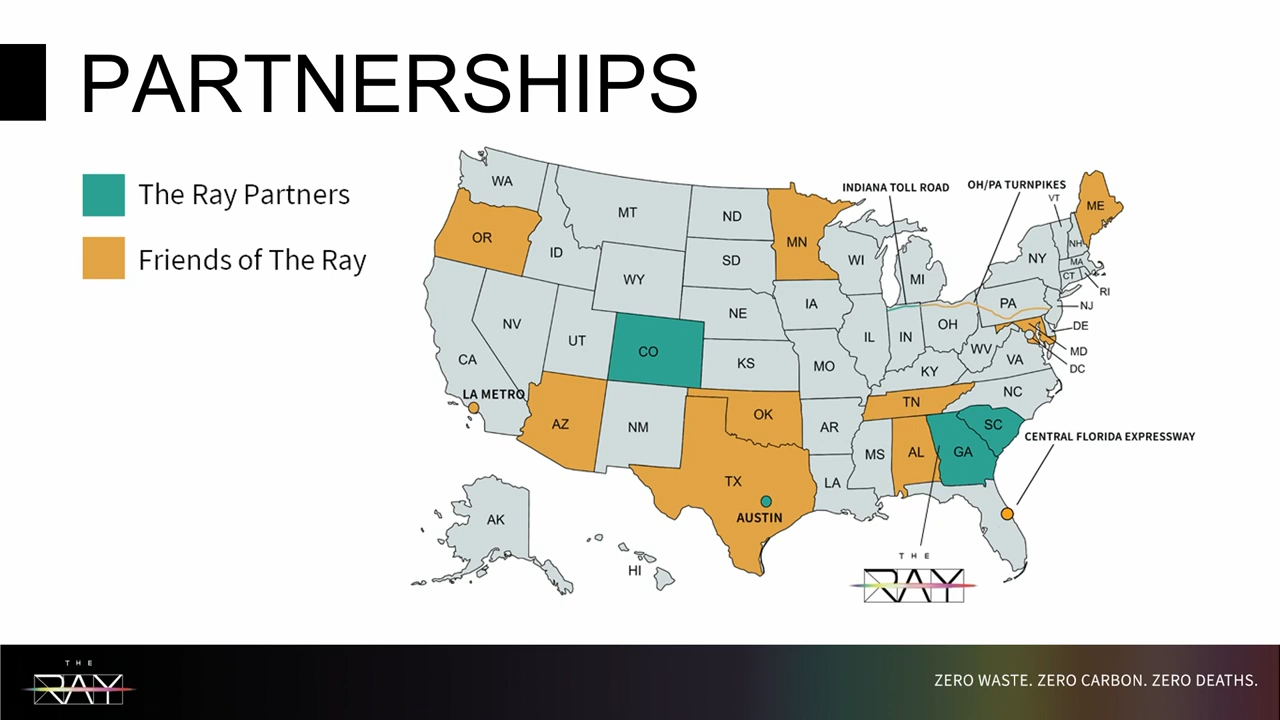 PARTNERSHIPS
The Ray Partners
Friends of The Ray
INDIANA TOLL ROAD
OH/PA TURNPIKES
WA
MT
ND
MN
VT
ME
OR
ID
SD
WI
MI
NY
NH
MA
CT
RI
WY
IA
PA
NJ
NE
NV
UT
CO
IL
IN
OH
DE
MD
DC
CA
KS
MO
WV
VA
KY
LA METRO
NC
AZ
NM
OK
AR
TN
SC
CENTRAL FLORIDA EXPRESSWAY
TX
MS
AL
GA
LA
AUSTIN
AK
HI
THE
RAY
THE
RAY
ZERO WASTE. ZERO CARBON. ZERO DEATHS.